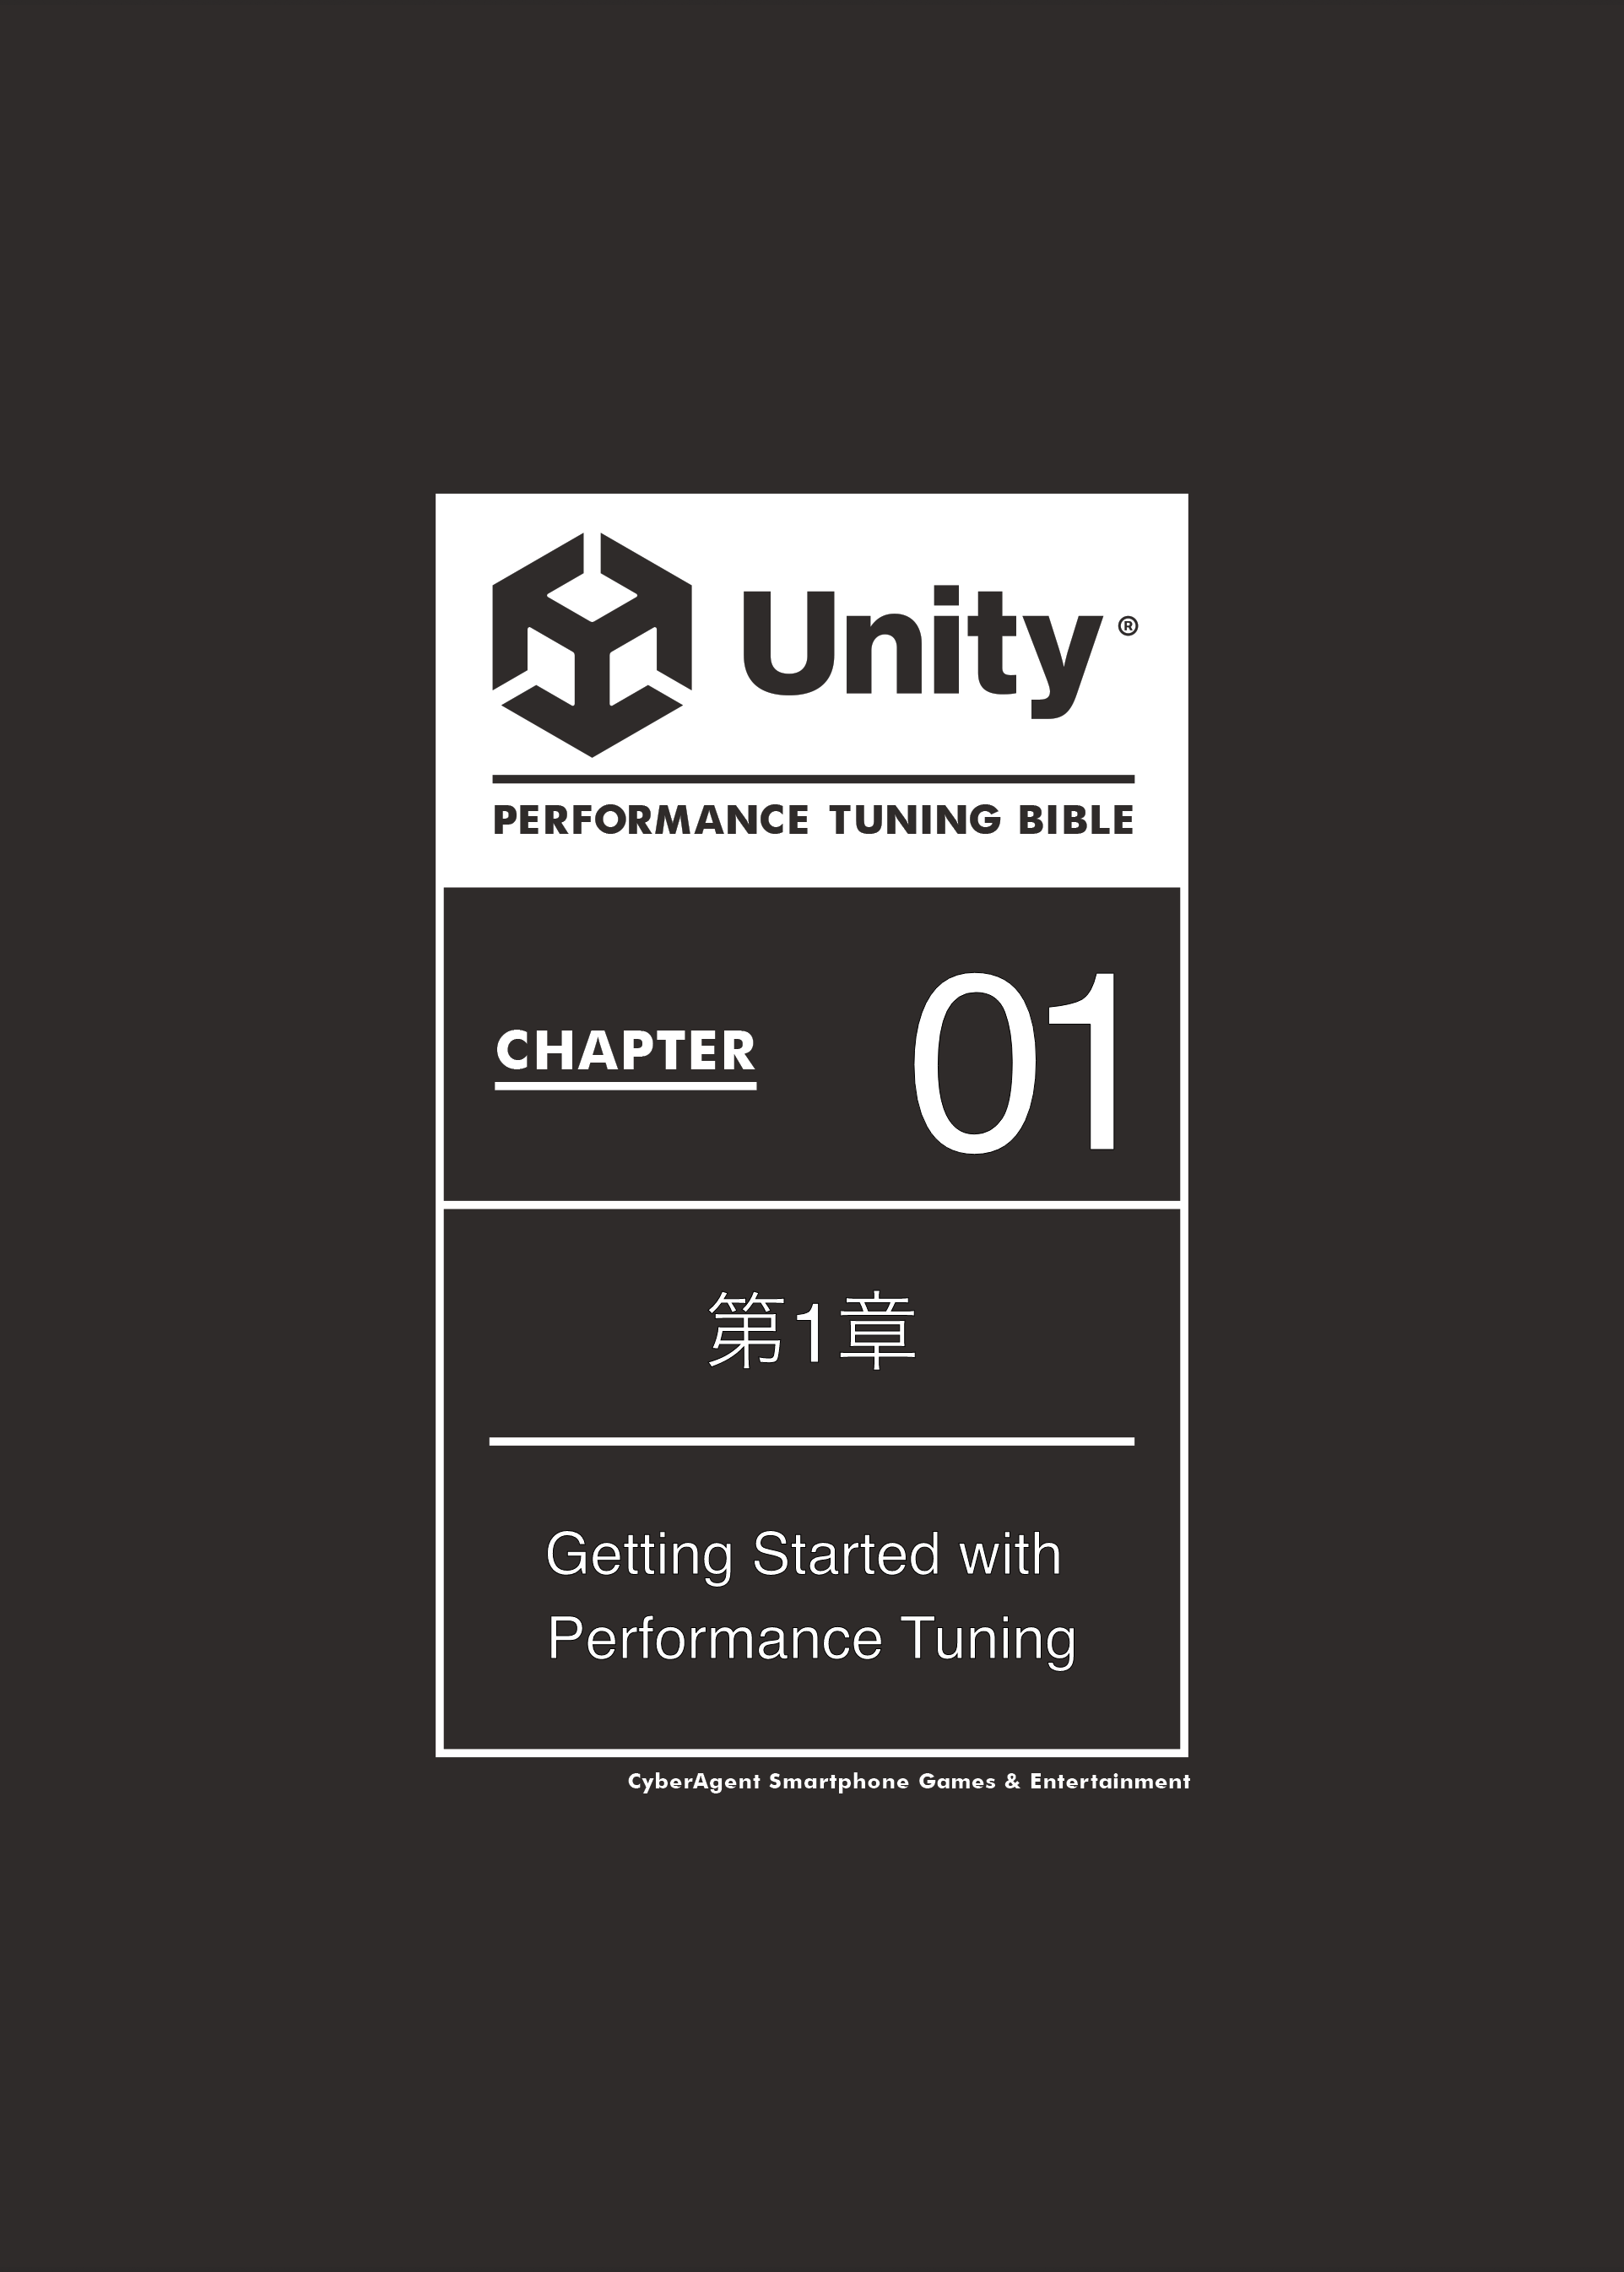 Unity®
PERFORMANCE TUNING BIBLE
CHAPTER 01
第1章
Getting Started with
Performance Tuning
CyberAgent Smartphone Games & Entertainment